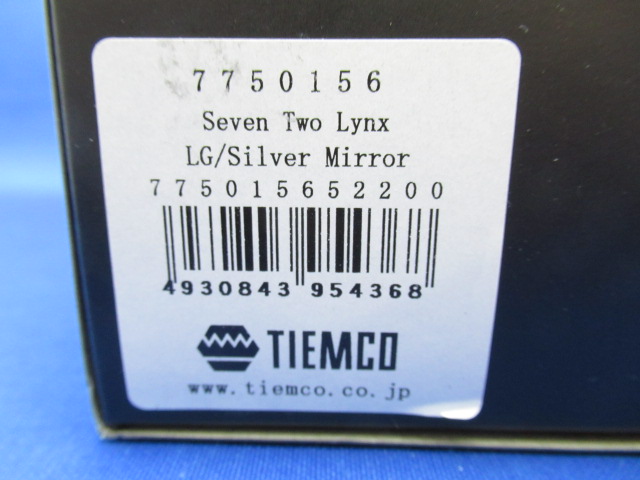 7750156
Seven Two Lynx
LG/Silver Mirror
775015652200
4930843 954368
TIEMCO
www.tiemco.co.jp